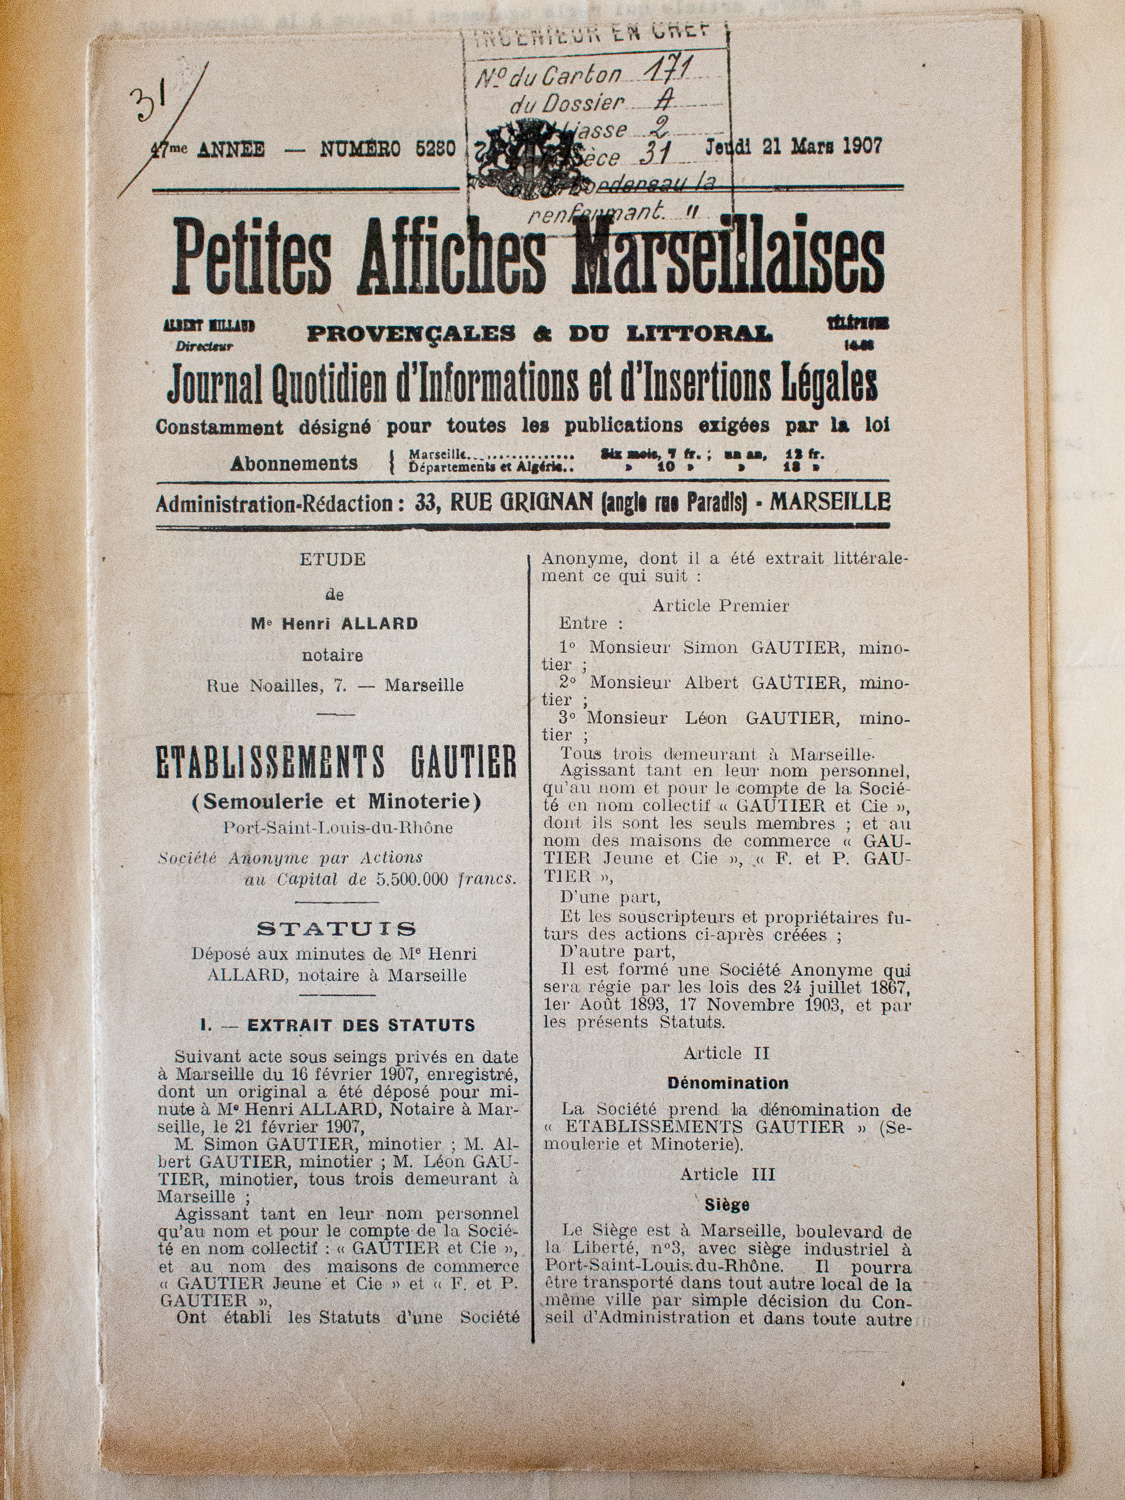 INGENIEUR EN CHEF
Nº du Carton 171
du Dossier A
Liasse 2
Pièce 31
Bordereau la
renfermant. "
31
47me ANNÉE — NUMÉRO 5280
Jeudi 21 Mars 1907
Petites Affiches Marseillaises
ALBERT MILLAUD
Directeur
PROVENÇALES & DU LITTORAL
TÉLÉPHONE
Journal Quotidien d'Informations et d'Insertions Légales
Constamment désigné pour toutes les publications exigées par la loi
Abonnements { Marseille................ Six mois, 7 fr. ; un an, 12 fr.
Départements et Algérie.. » 10 » » 18 »
Administration-Rédaction : 33, RUE GRIGNAN (angle rue Paradis) - MARSEILLE
ETUDE
de
Me Henri ALLARD
notaire
Rue Noailles, 7. — Marseille
ETABLISSEMENTS GAUTIER
(Semoulerie et Minoterie)
Port-Saint-Louis-du-Rhône
Société Anonyme par Actions
au Capital de 5.500.000 francs.
STATUTS
Déposé aux minutes de Me Henri
ALLARD, notaire à Marseille
I. — EXTRAIT DES STATUTS
Suivant acte sous seings privés en date
à Marseille du 16 février 1907, enregistré,
dont un original a été déposé pour mi-
nute à Me Henri ALLARD, Notaire à Mar-
seille, le 21 février 1907,
M. Simon GAUTIER, minotier ; M. Al-
bert GAUTIER, minotier ; M. Léon GAU-
TIER, minotier, tous trois demeurant à
Marseille ;
Agissant tant en leur nom personnel
qu'au nom et pour le compte de la Socié-
té en nom collectif : « GAUTIER et Cie »,
et au nom des maisons de commerce
« GAUTIER Jeune et Cie » et « F. et P.
GAUTIER »,
Ont établi les Statuts d'une Société
Anonyme, dont il a été extrait littérale-
ment ce qui suit :
Article Premier
Entre :
1º Monsieur Simon GAUTIER, mino-
tier ;
2º Monsieur Albert GAUTIER, mino-
tier ;
3º Monsieur Léon GAUTIER, mino-
tier ;
Tous trois demeurant à Marseille.
Agissant tant en leur nom personnel,
qu'au nom et pour le compte de la Socié-
té en nom collectif « GAUTIER et Cie »,
dont ils sont les seuls membres ; et au
nom des maisons de commerce « GAU-
TIER Jeune et Cie », « F. et P. GAU-
TIER »,
D'une part,
Et les souscripteurs et propriétaires fu-
turs des actions ci-après créées ;
D'autre part,
Il est formé une Société Anonyme qui
sera régie par les lois des 24 juillet 1867,
1er Août 1893, 17 Novembre 1903, et par
les présents Statuts.
Article II
Dénomination
La Société prend la dénomination de
« ETABLISSEMENTS GAUTIER » (Se-
moulerie et Minoterie).
Article III
Siège
Le Siège est à Marseille, boulevard de
la Liberté, nº3, avec siège industriel à
Port-Saint-Louis-du-Rhône. Il pourra
être transporté dans tout autre local de la
même ville par simple décision du Con-
seil d'Administration et dans toute autre